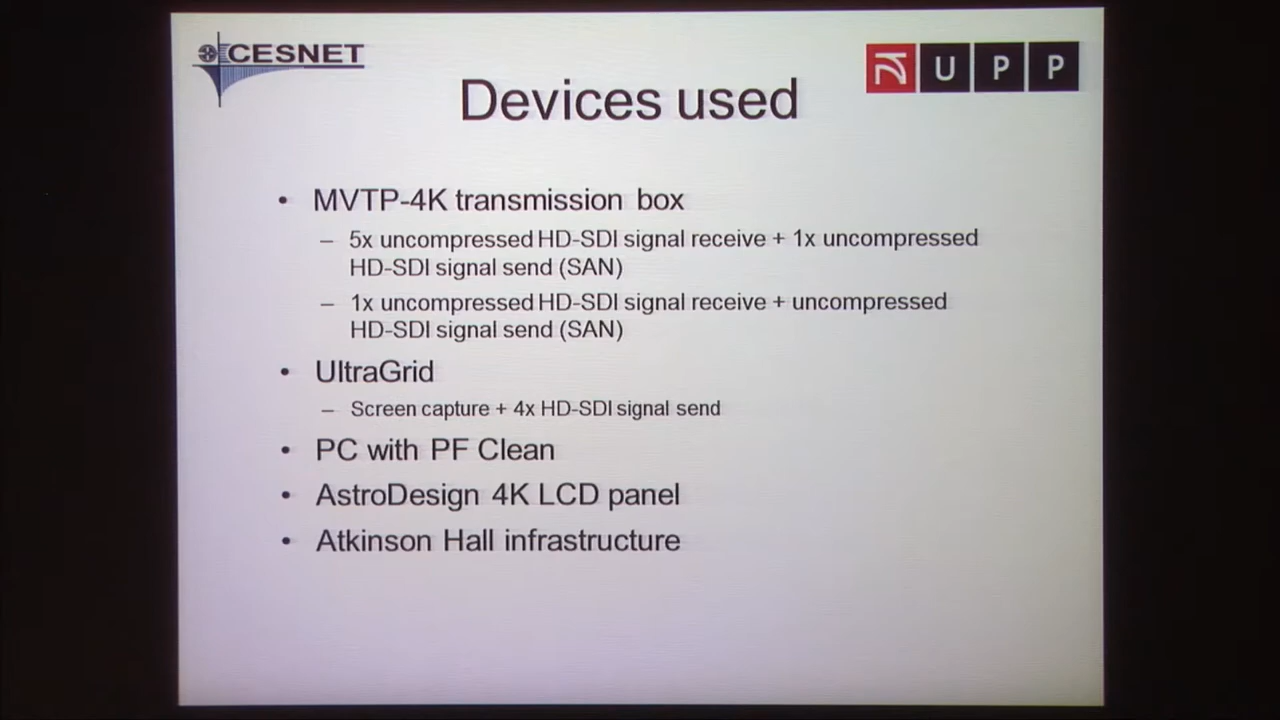 CESNET
UPP
Devices used
• MVTP-4K transmission box
– 5x uncompressed HD-SDI signal receive + 1x uncompressed
HD-SDI signal send (SAN)
– 1x uncompressed HD-SDI signal receive + uncompressed
HD-SDI signal send (SAN)
• UltraGrid
– Screen capture + 4x HD-SDI signal send
• PC with PF Clean
• AstroDesign 4K LCD panel
• Atkinson Hall infrastructure